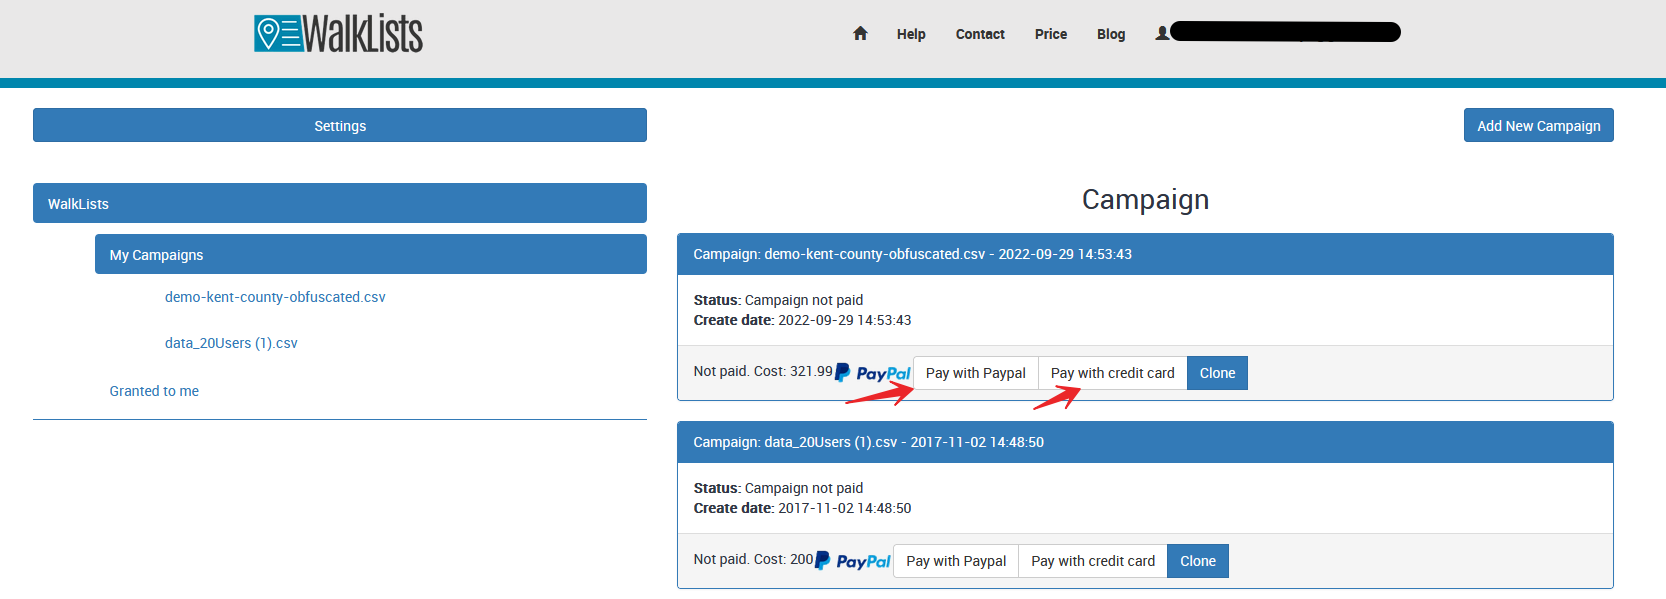 WalkLists
Help Contact Price Blog
Settings
Add New Campaign
WalkLists
My Campaigns
demo-kent-county-obfuscated.csv
data_20Users (1).csv
Granted to me
Campaign
Campaign: demo-kent-county-obfuscated.csv - 2022-09-29 14:53:43
Status: Campaign not paid
Create date: 2022-09-29 14:53:43
Not paid. Cost: 321.99 PayPal Pay with Paypal Pay with credit card Clone
Campaign: data_20Users (1).csv - 2017-11-02 14:48:50
Status: Campaign not paid
Create date: 2017-11-02 14:48:50
Not paid. Cost: 200 PayPal Pay with Paypal Pay with credit card Clone